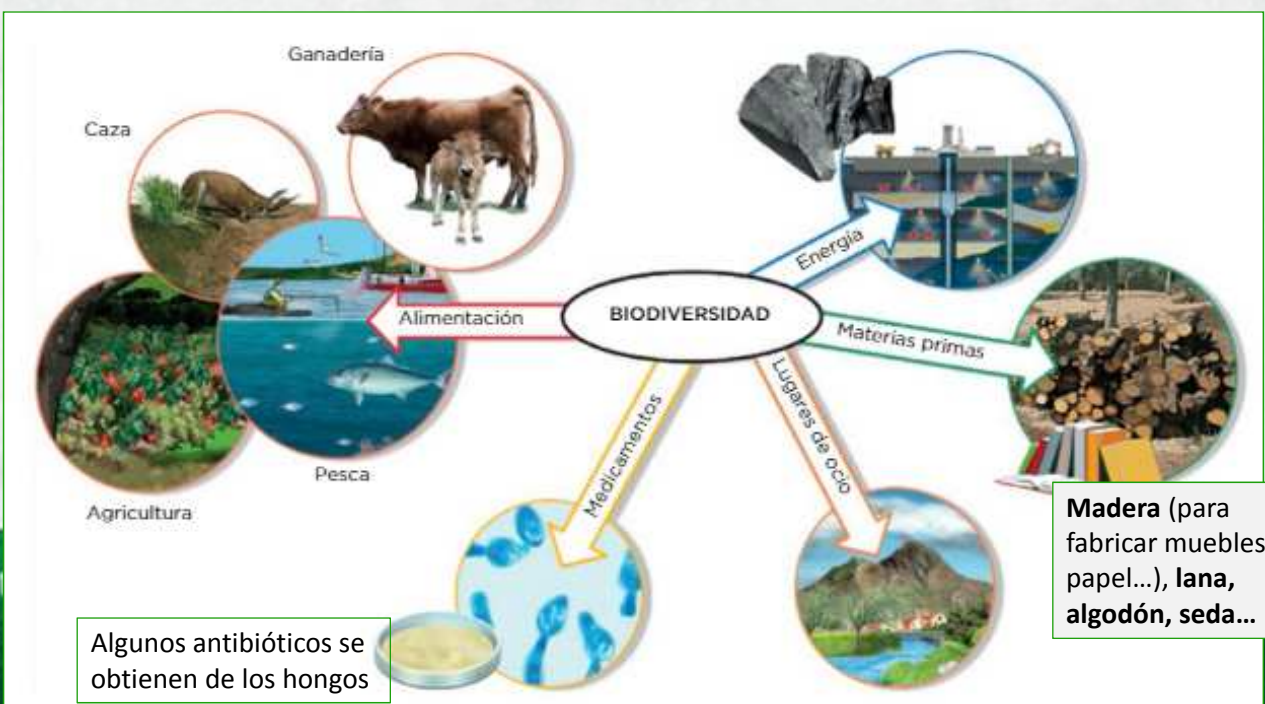 Ganadería
Caza
Energía
Alimentación
BIODIVERSIDAD
Materias primas
Medicamentos
Lugares de ocio
Pesca
Agricultura
Madera (para
fabricar muebles
papel...), lana,
algodón, seda...
Algunos antibióticos se
obtienen de los hongos